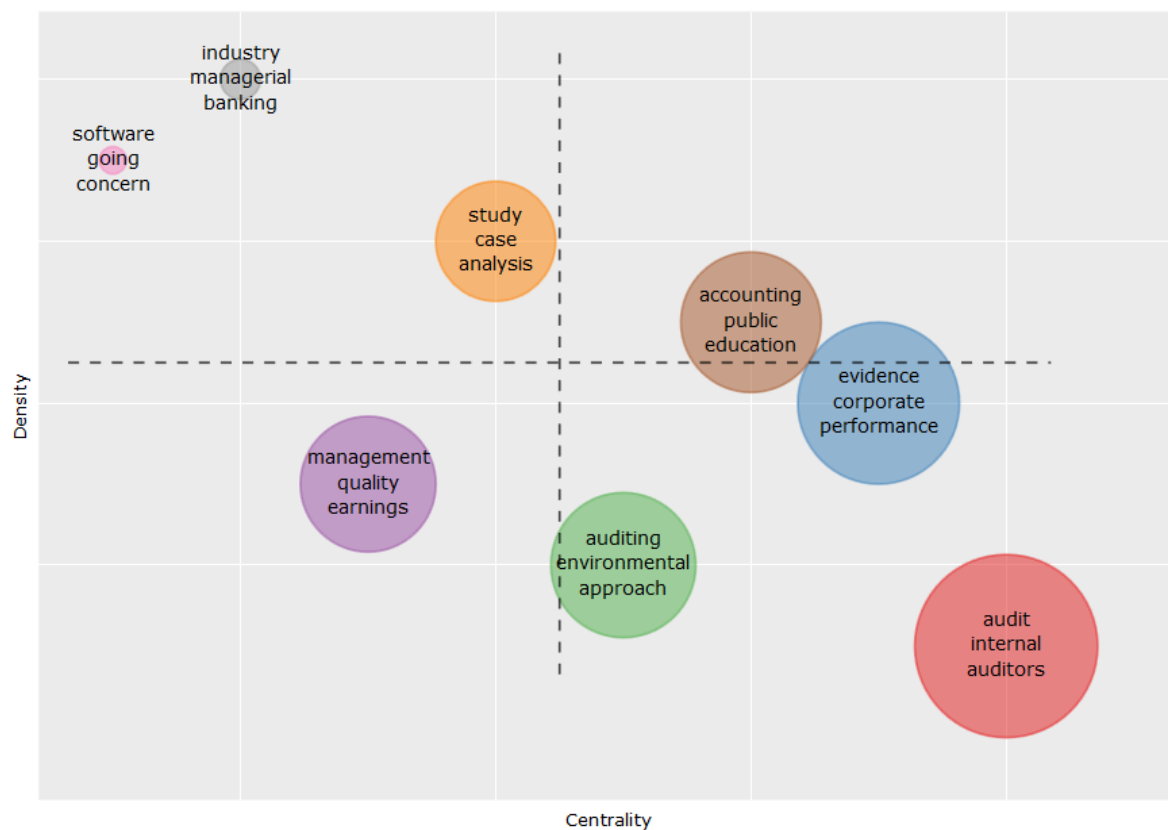 industry
managerial
banking
software
going
concern
study
case
analysis
accounting
public
education
evidence
corporate
performance
management
quality
earnings
auditing
environmental
approach
audit
internal
auditors
Density
Centrality